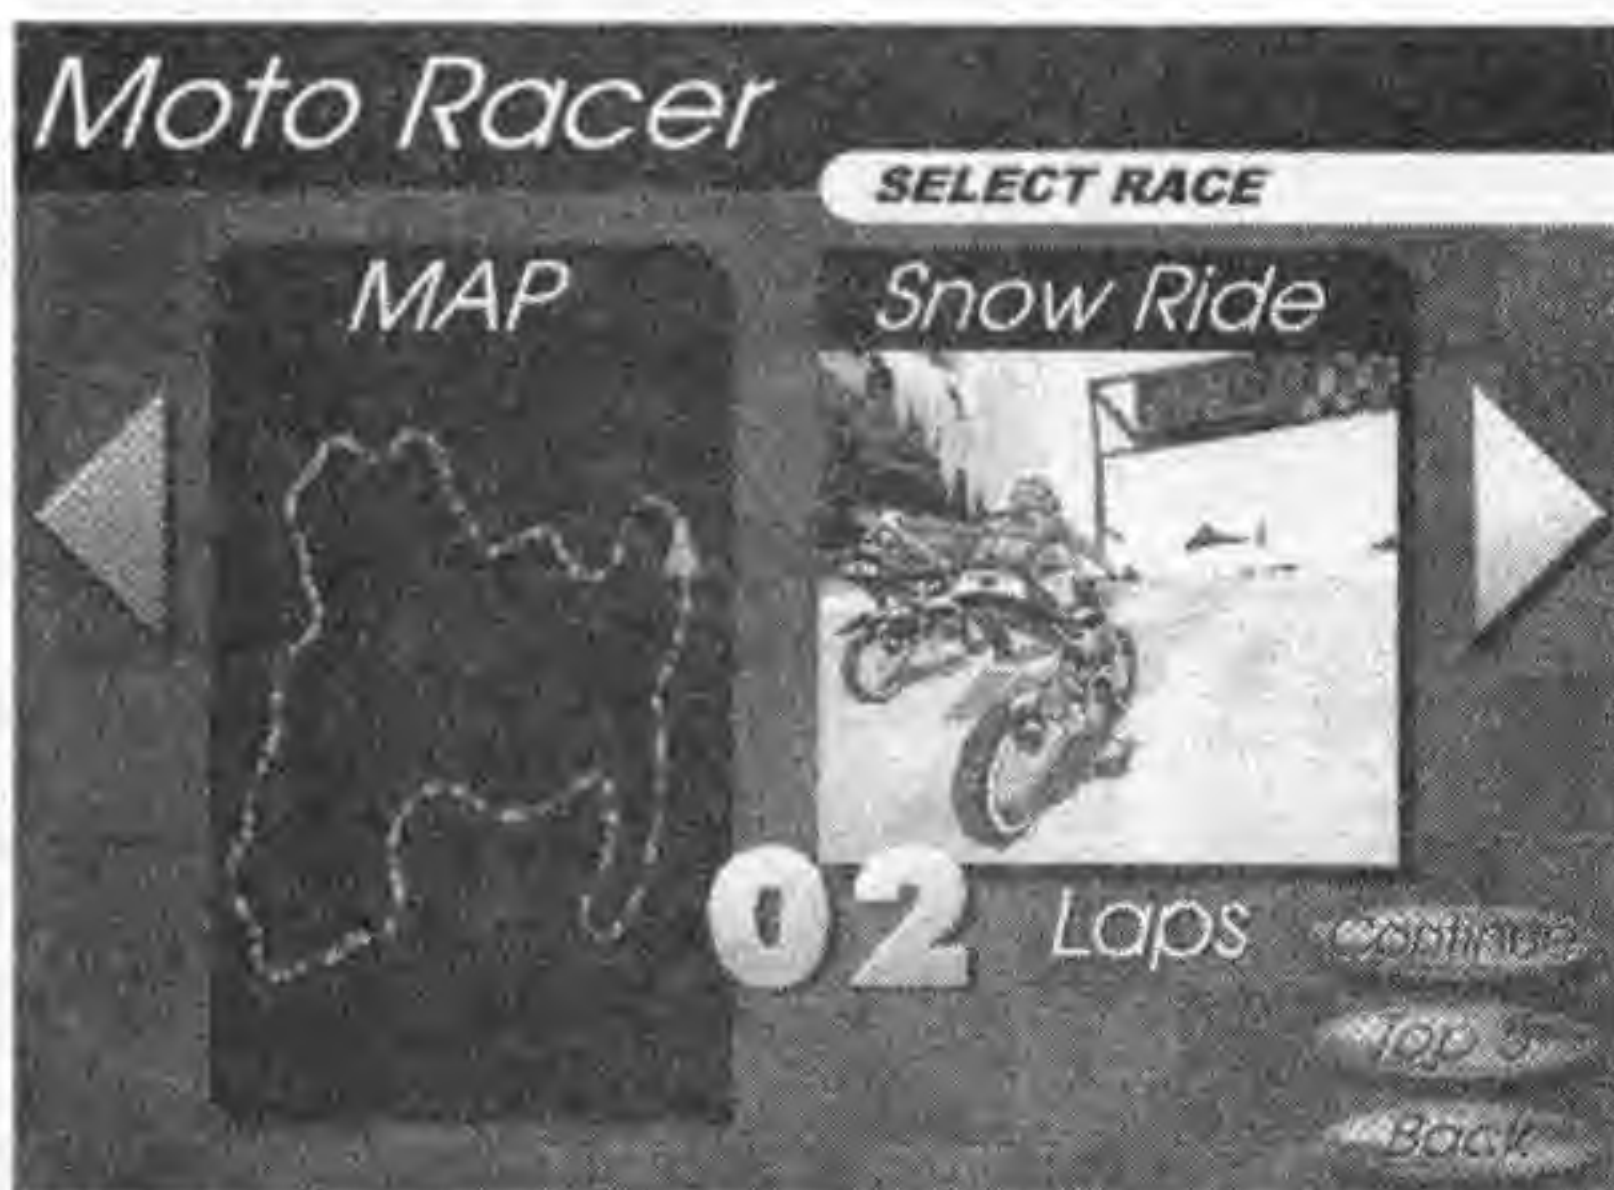 Moto Racer
SELECT RACE
MAP
Snow Ride
02 Laps
Continue
Top 5
Back